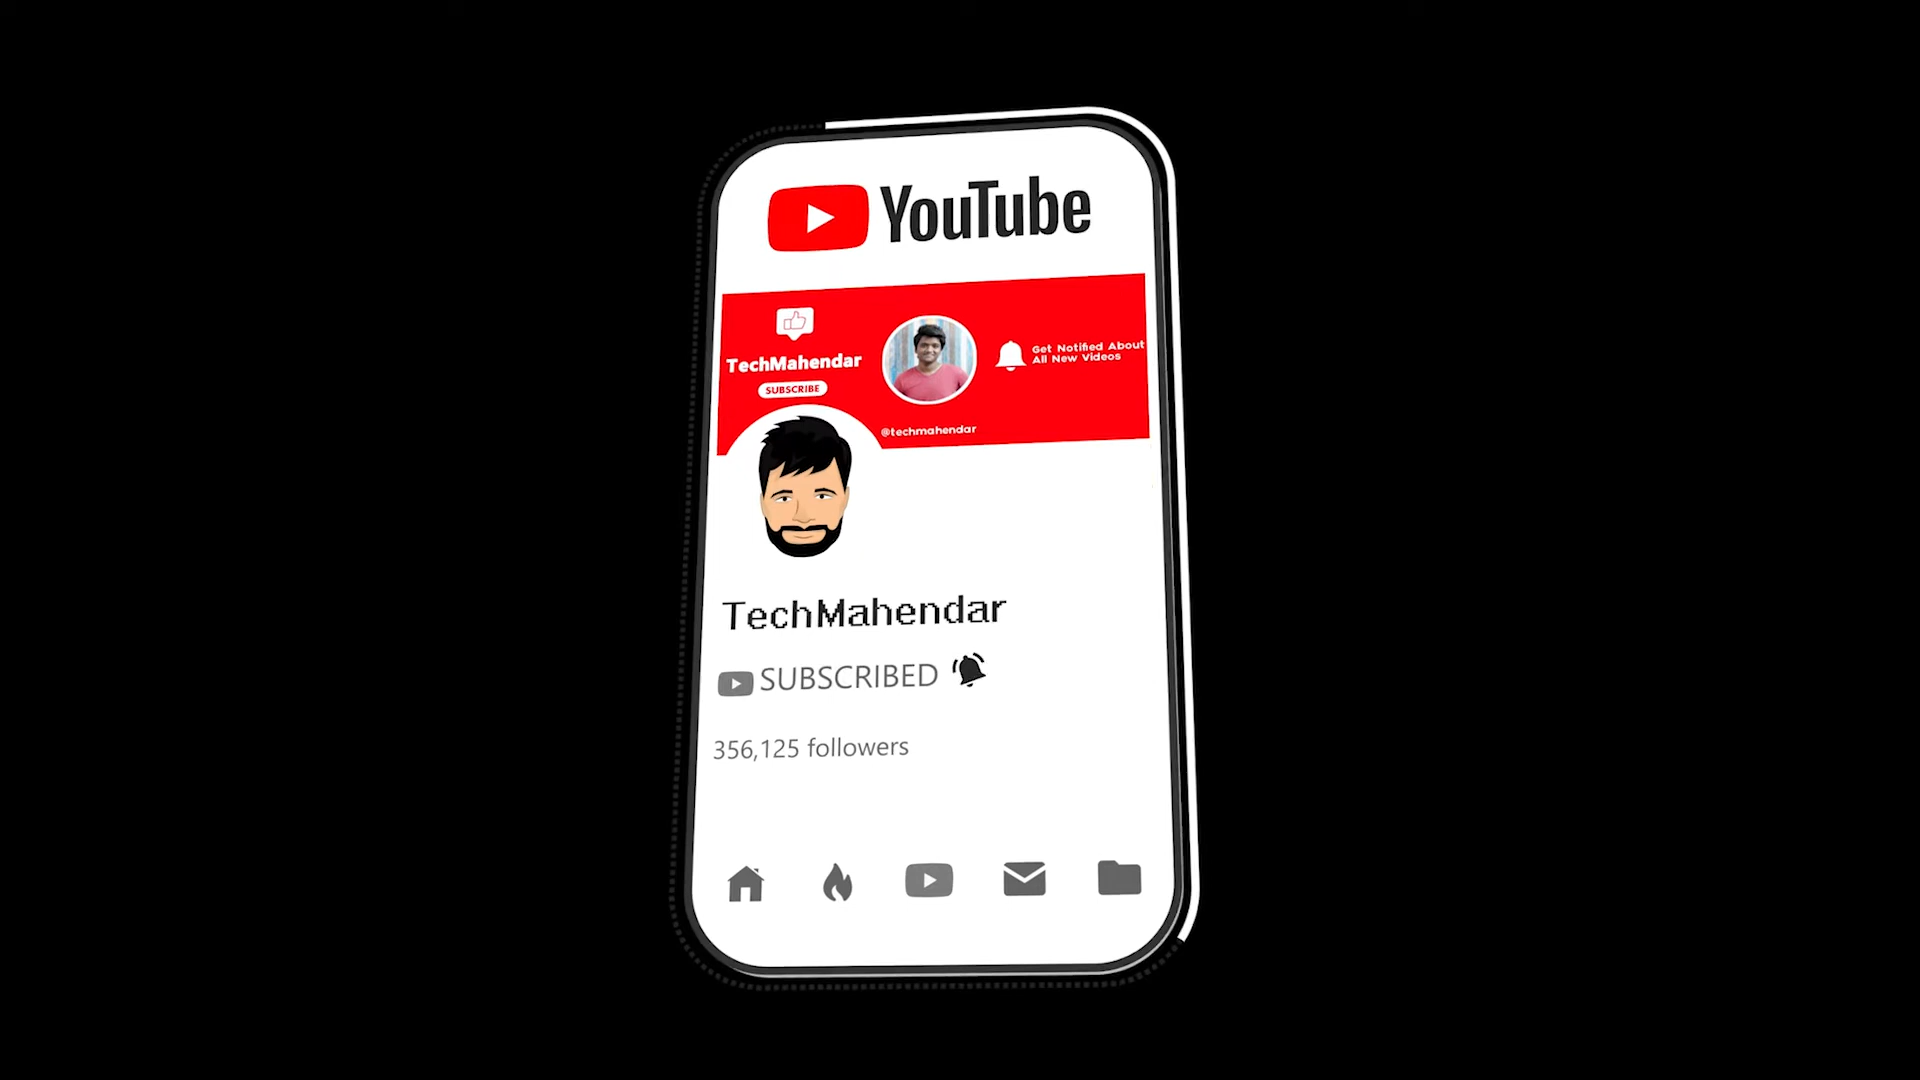 YouTube
TechMahendar
SUBSCRIBE
Get Notified About
All New Videos
@techmahendar
TechMahendar
SUBSCRIBED
356,125 followers